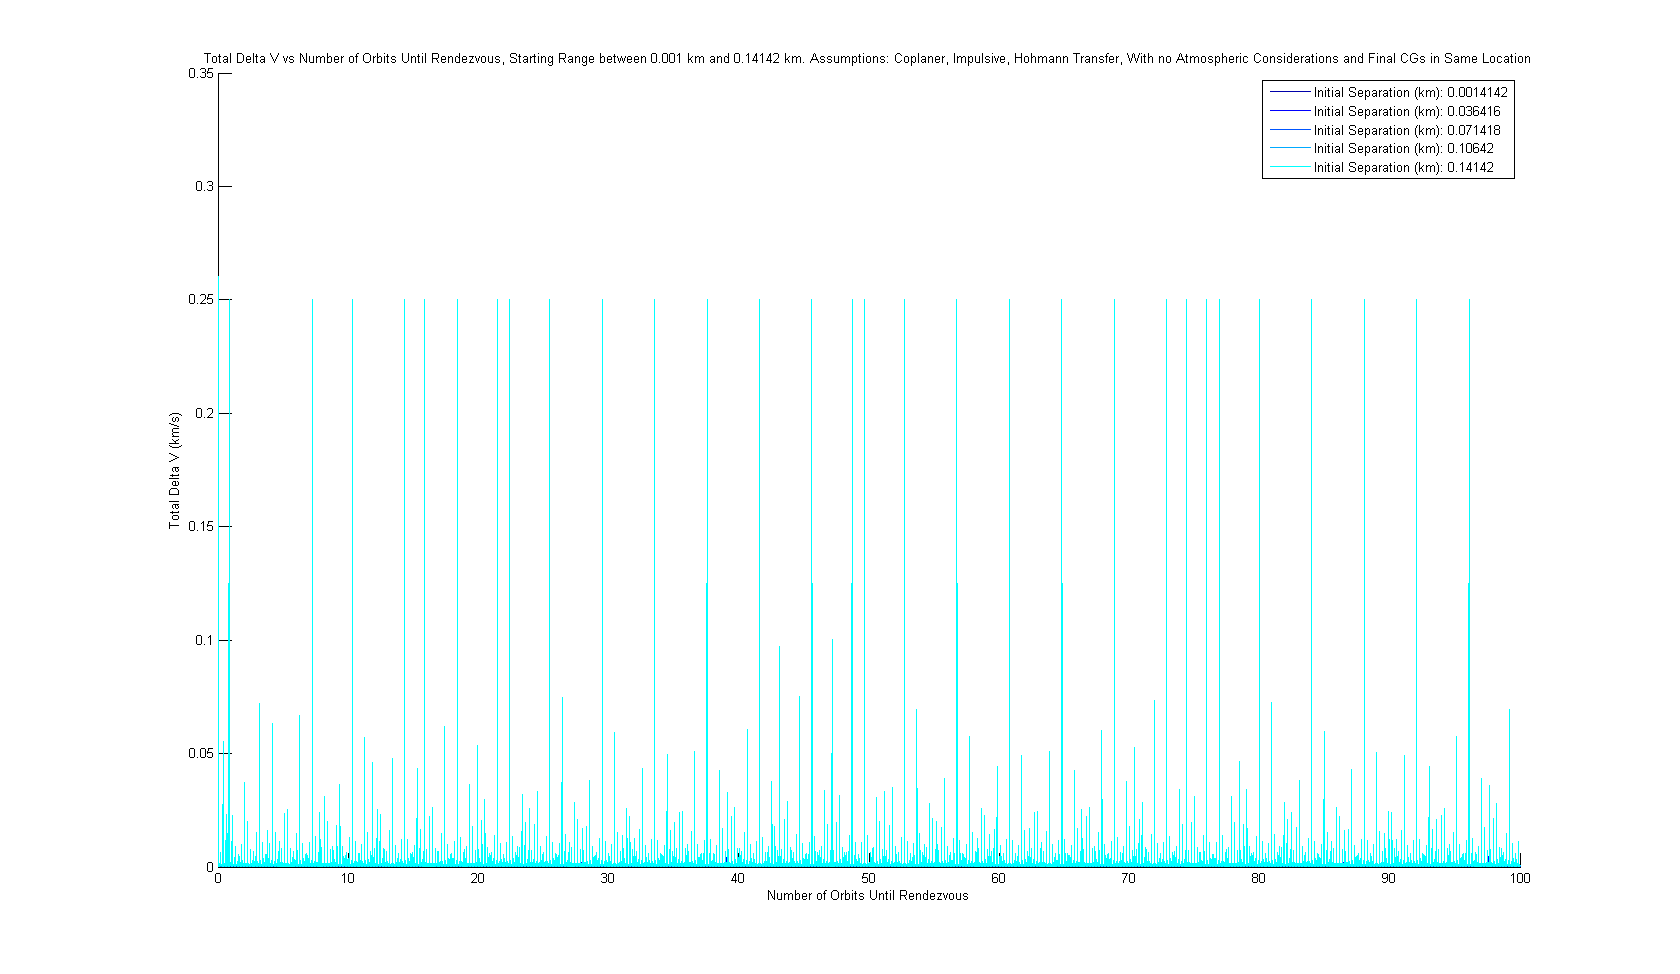 Total Delta V vs Number of Orbits Until Rendezvous, Starting Range between 0.001 km and 0.14142 km. Assumptions: Coplaner, Impulsive, Hohmann Transfer, With no Atmospheric Considerations and Final CGs in Same Location
Initial Separation (km): 0.0014142
Initial Separation (km): 0.036416
Initial Separation (km): 0.071418
Initial Separation (km): 0.10642
Initial Separation (km): 0.14142
Total Delta V (km/s)
0.35
0.3
0.25
0.2
0.15
0.1
0.05
0
0 10 20 30 40 50 60 70 80 90 100
Number of Orbits Until Rendezvous